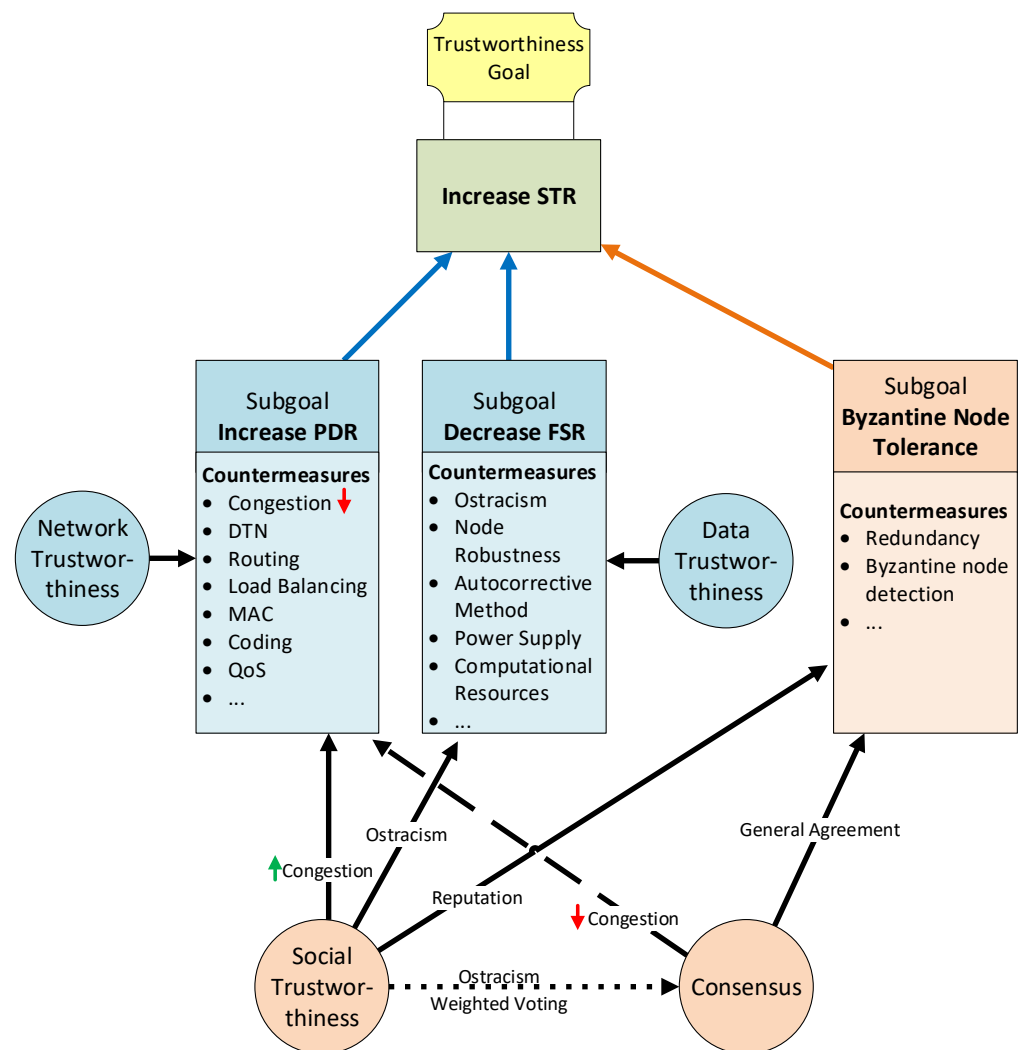 Trustworthiness
Goal
Increase STR
Subgoal
Increase PDR
Countermeasures
• Congestion
• DTN
• Routing
• Load Balancing
• MAC
• Coding
• QoS
• ...
Subgoal
Decrease FSR
Countermeasures
• Ostracism
• Node
Robustness
• Autocorrective
Method
• Power Supply
• Computational
Resources
• ...
Subgoal
Byzantine Node
Tolerance
Countermeasures
• Redundancy
• Byzantine node
detection
• ...
Network
Trustwor-
thiness
Data
Trustwor-
thiness
Congestion
Ostracism
Reputation
Congestion
General Agreement
Social
Trustwor-
thiness
Ostracism
Weighted Voting
Consensus